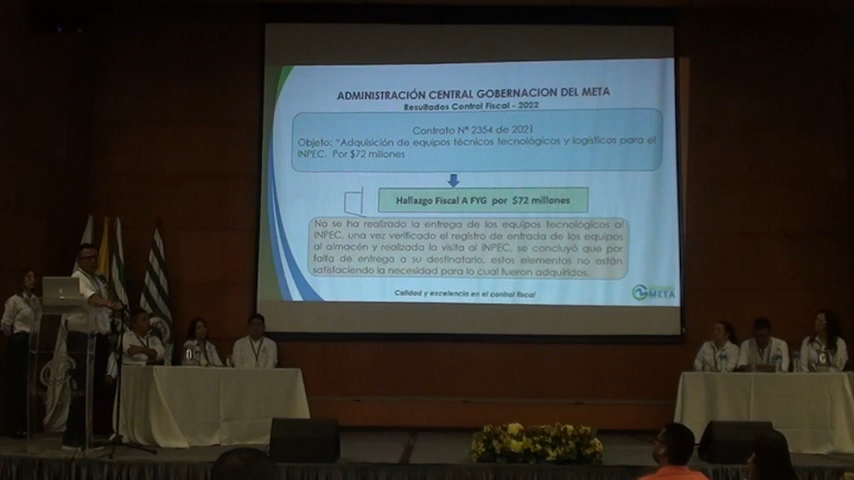 ADMINISTRACIÓN CENTRAL GOBERNACION DEL META
Resultados Control Fiscal - 2022
Contrato N° 2354 de 2021
Objeto: "Adquisición de equipos técnicos tecnológicos y logísticos para el
INPEC. Por $72 millones
Hallazgo Fiscal A FYG por $72 millones
No se ha realizado la entrega de los equipos tecnológicos al
INPEC, una vez verificado el registro de entrada de los equipos
al almacén y realizada la visita al INPEC, se concluyó que por
falta de entrega a su destinatario, estos elementos no están
satisfaciendo la necesidad para lo cual fueron adquiridos.
Calidad y excelencia en el control fiscal
META